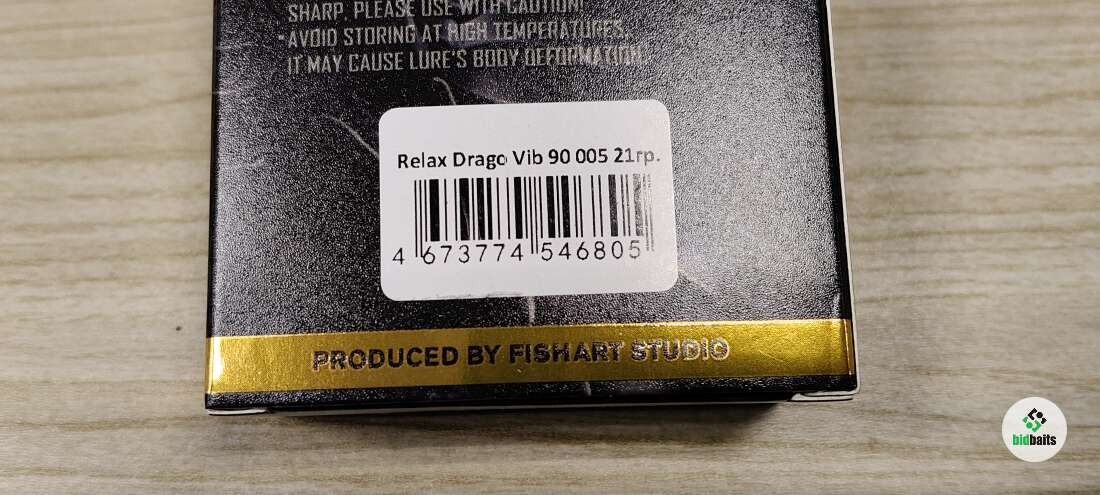 SHARP. PLEASE USE WITH CAUTION!
•AVOID STORING AT HIGH TEMPERATURES.
IT MAY CAUSE LURE'S BODY DEFORMATION.
Relax Drago Vib 90 005 21гр.
4 673774 546805
PRODUCED BY FISHART STUDIO
bidbaits